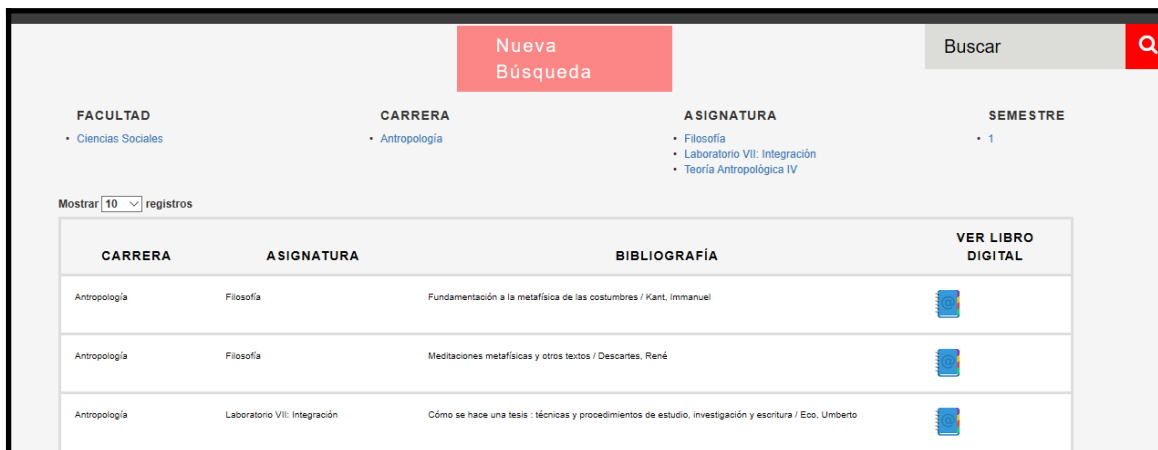 Nueva
Búsqueda
Buscar
FACULTAD
• Ciencias Sociales
CARRERA
• Antropología
ASIGNATURA
• Filosofía
• Laboratorio VII: Integración
• Teoría Antropológica IV
SEMESTRE
• 1
Mostrar 10 registros
CARRERA ASIGNATURA BIBLIOGRAFÍA VER LIBRO
DIGITAL
Antropología Filosofía Fundamentación a la metafísica de las costumbres / Kant, Immanuel
Antropología Filosofía Meditaciones metafísicas y otros textos / Descartes, René
Antropología Laboratorio VII: Integración Cómo se hace una tesis : técnicas y procedimientos de estudio, investigación y escritura / Eco, Umberto